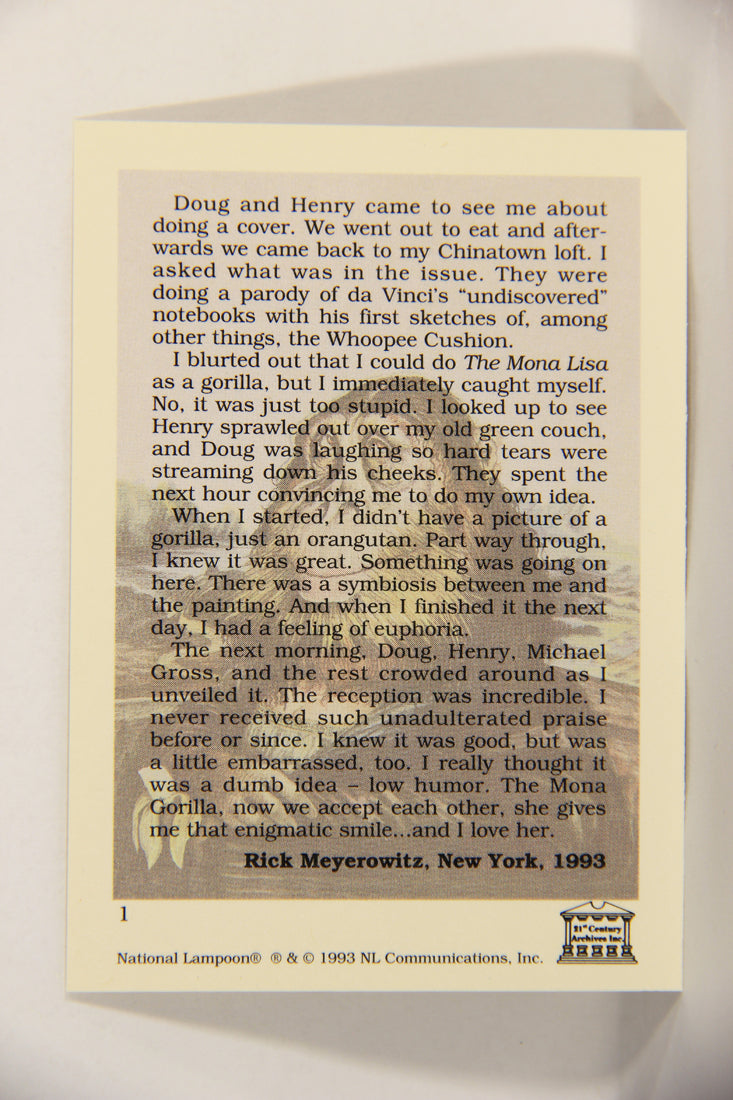 Doug and Henry came to see me about
doing a cover. We went out to eat and after-
wards we came back to my Chinatown loft. I
asked what was in the issue. They were
doing a parody of da Vinci's "undiscovered"
notebooks with his first sketches of, among
other things, the Whoopee Cushion.
I blurted out that I could do The Mona Lisa
as a gorilla, but I immediately caught myself.
No, it was just too stupid. I looked up to see
Henry sprawled out over my old green couch,
and Doug was laughing so hard tears were
streaming down his cheeks. They spent the
next hour convincing me to do my own idea.
When I started, I didn't have a picture of a
gorilla, just an orangutan. Part way through,
I knew it was great. Something was going on
here. There was a symbiosis between me and
the painting. And when I finished it the next
day, I had a feeling of euphoria.
The next morning, Doug, Henry, Michael
Gross, and the rest crowded around as I
unveiled it. The reception was incredible. I
never received such unadulterated praise
before or since. I knew it was good, but was
a little embarrassed, too. I really thought it
was a dumb idea – low humor. The Mona
Gorilla, now we accept each other, she gives
me that enigmatic smile...and I love her.
Rick Meyerowitz, New York, 1993
1
21st Century
Archives Inc.
National Lampoon® ® & © 1993 NL Communications, Inc.